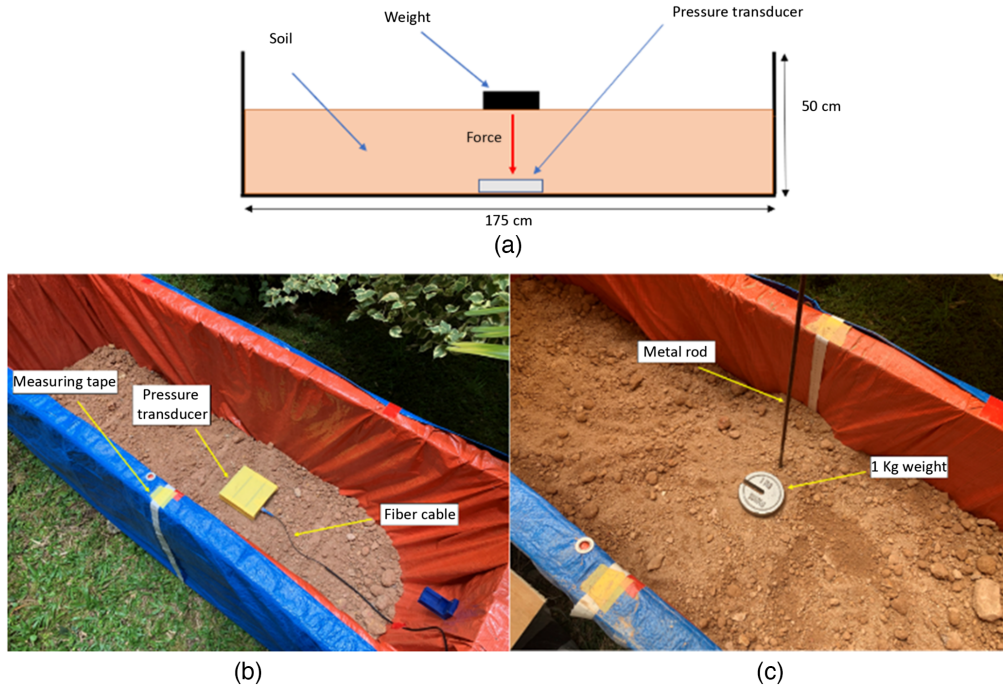 Weight
Pressure transducer
Soil
50 cm
Force
175 cm
(a)
Measuring tape
Pressure
transducer
Fiber cable
Metal rod
1 Kg weight
(b)
(c)